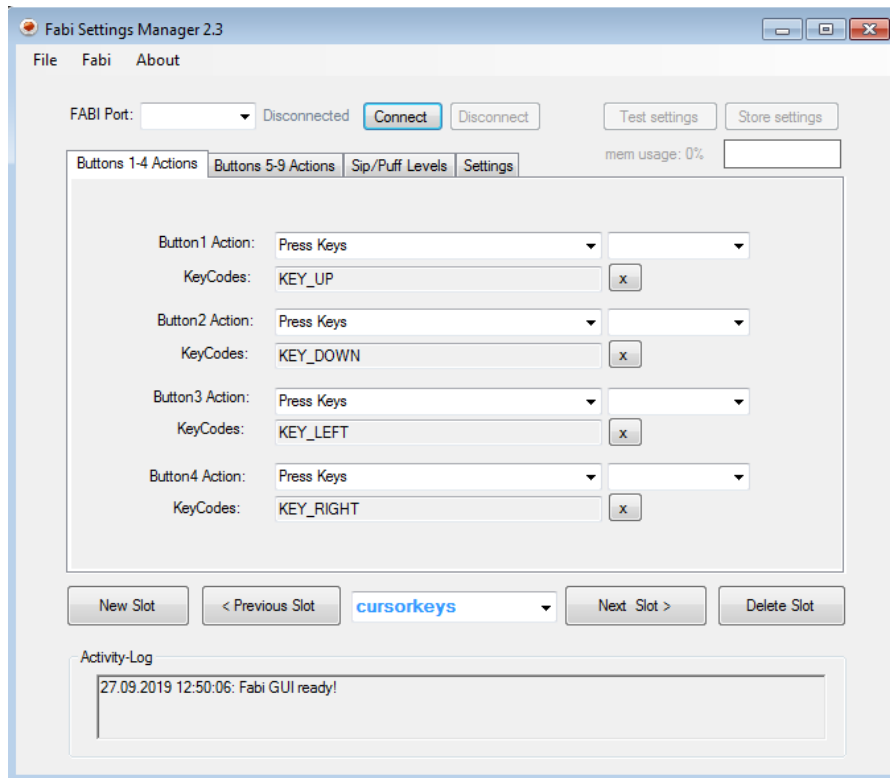 Fabi Settings Manager 2.3
File Fabi About
FABI Port: Disconnected Connect Disconnect Test settings Store settings
mem usage: 0%
Buttons 1-4 Actions Buttons 5-9 Actions Sip/Puff Levels Settings
Button1 Action: Press Keys
KeyCodes: KEY_UP x
Button2 Action: Press Keys
KeyCodes: KEY_DOWN x
Button3 Action: Press Keys
KeyCodes: KEY_LEFT x
Button4 Action: Press Keys
KeyCodes: KEY_RIGHT x
New Slot < Previous Slot cursorkeys Next Slot > Delete Slot
Activity-Log
27.09.2019 12:50:06: Fabi GUI ready!